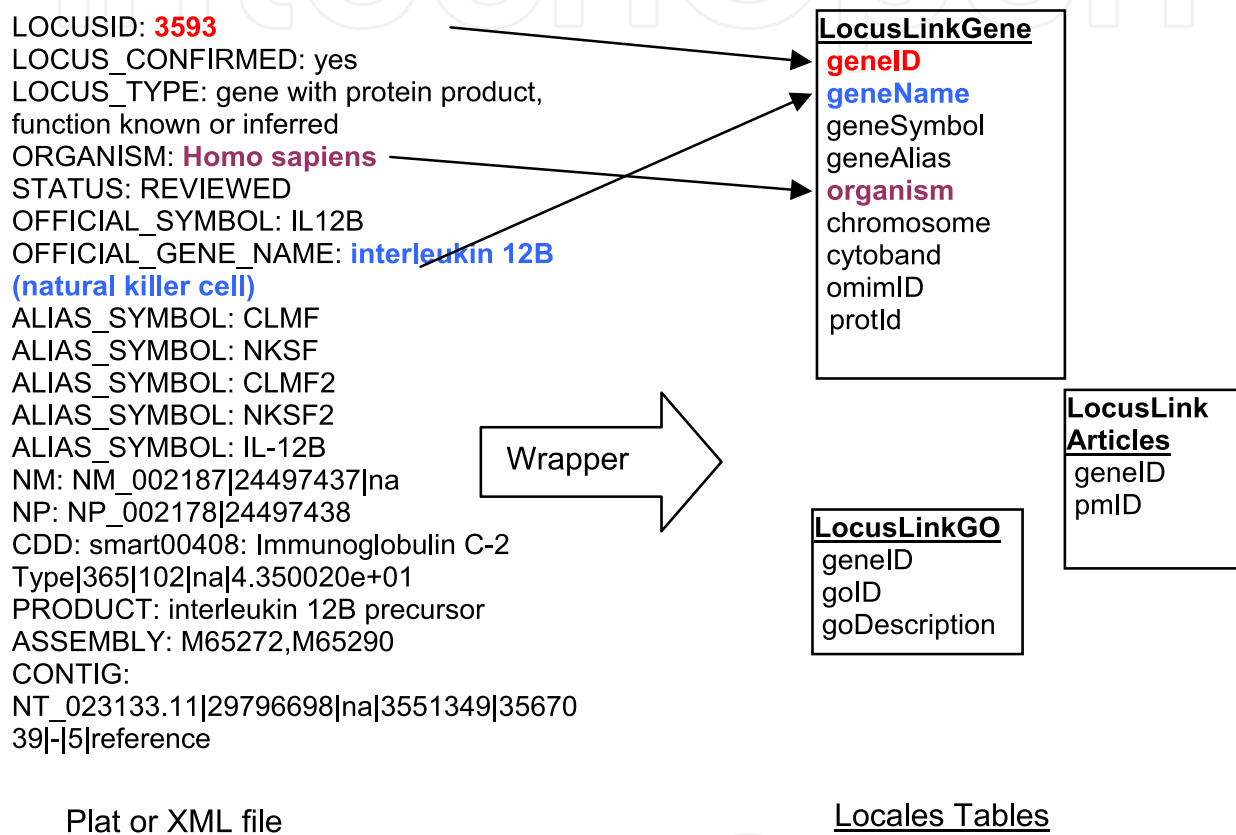 LOCUSID: 3593
LOCUS_CONFIRMED: yes
LOCUS_TYPE: gene with protein product,
function known or inferred
ORGANISM: Homo sapiens
STATUS: REVIEWED
OFFICIAL_SYMBOL: IL12B
OFFICIAL_GENE_NAME: interleukin 12B
(natural killer cell)
ALIAS_SYMBOL: CLMF
ALIAS_SYMBOL: NKSF
ALIAS_SYMBOL: CLMF2
ALIAS_SYMBOL: NKSF2
ALIAS_SYMBOL: IL-12B
NM: NM_002187|24497437|na
NP: NP_002178|24497438
CDD: smart00408: Immunoglobulin C-2
Type|365|102|na|4.350020e+01
PRODUCT: interleukin 12B precursor
ASSEMBLY: M65272,M65290
CONTIG:
NT_023133.11|29796698|na|3551349|35670
39|-|5|reference
Plat or XML file
Wrapper
LocusLinkGene
geneID
geneName
geneSymbol
geneAlias
organism
chromosome
cytoband
omimID
protId
LocusLink
Articles
geneID
pmID
LocusLinkGO
geneID
goID
goDescription
Locales Tables